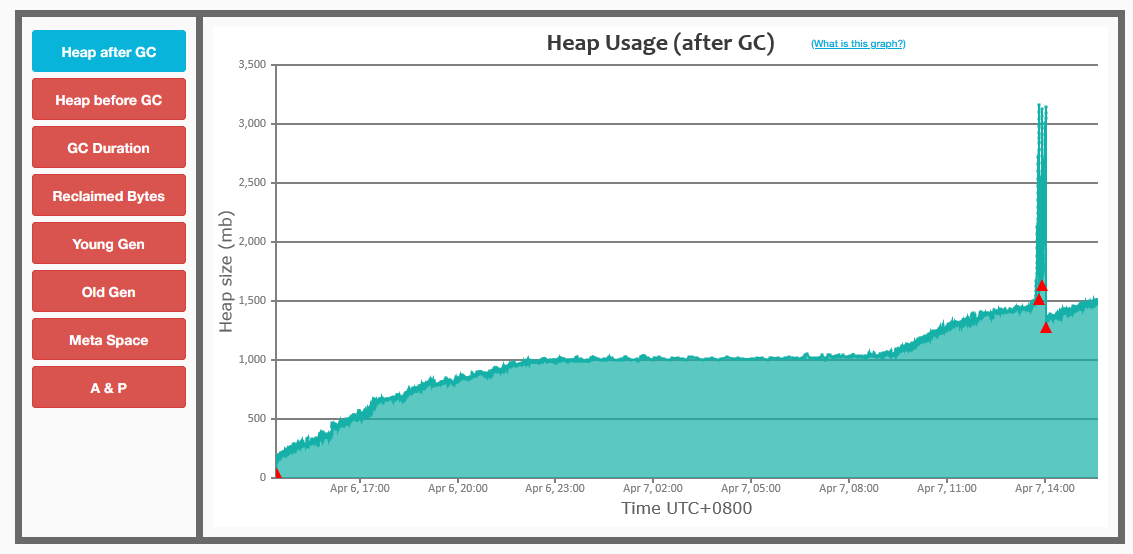 Heap after GC
Heap before GC
GC Duration
Reclaimed Bytes
Young Gen
Old Gen
Meta Space
A & P
Heap Usage (after GC)
(What is this graph?)
Heap size (mb)
3,500
3,000
2,500
2,000
1,500
1,000
500
0
Apr 6, 17:00
Apr 6, 20:00
Apr 6, 23:00
Apr 7, 02:00
Apr 7, 05:00
Apr 7, 08:00
Apr 7, 11:00
Apr 7, 14:00
Time UTC+0800